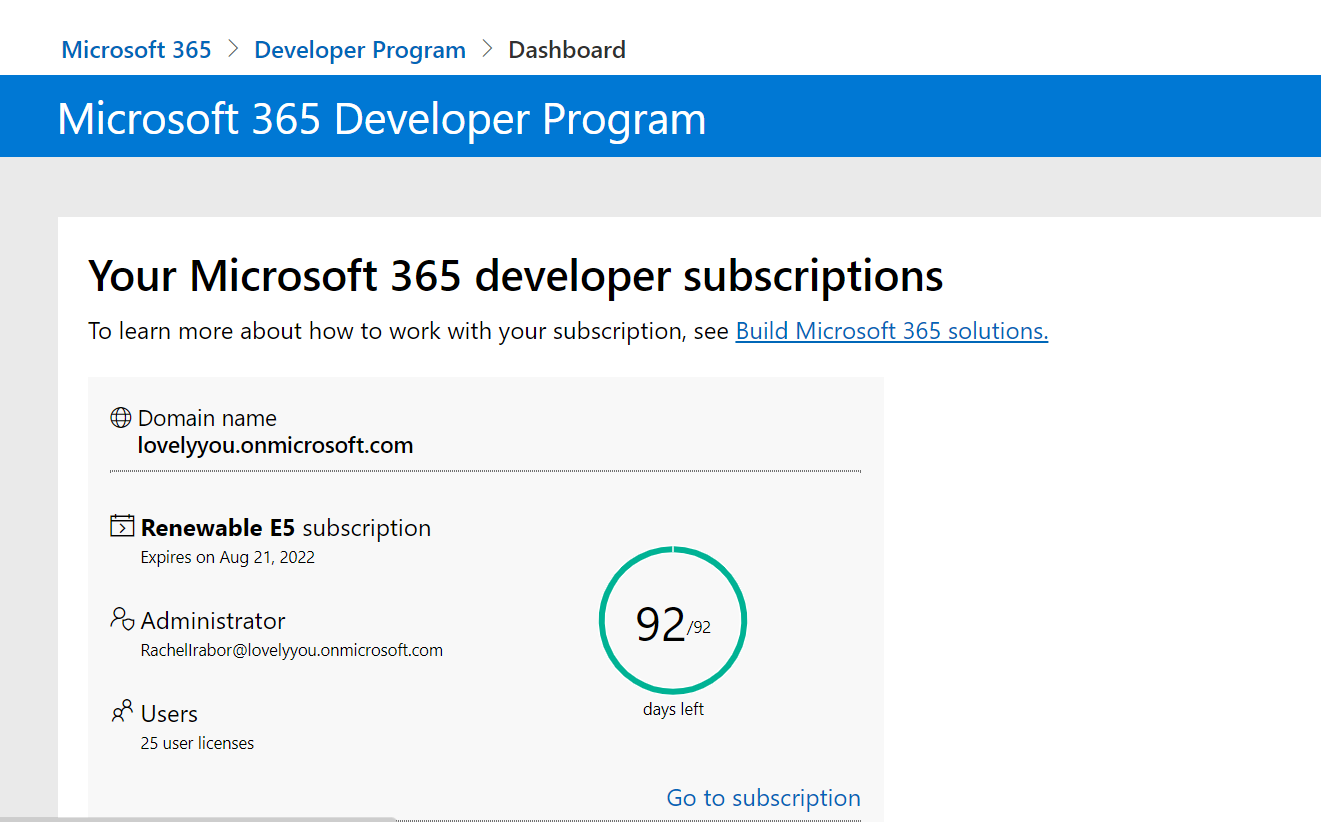 Microsoft 365 > Developer Program > Dashboard
Microsoft 365 Developer Program
Your Microsoft 365 developer subscriptions
To learn more about how to work with your subscription, see Build Microsoft 365 solutions.
Domain name
lovelyyou.onmicrosoft.com
Renewable E5 subscription
Expires on Aug 21, 2022
Administrator
RachelIrabor@lovelyyou.onmicrosoft.com
Users
25 user licenses
92/92
days left
Go to subscription